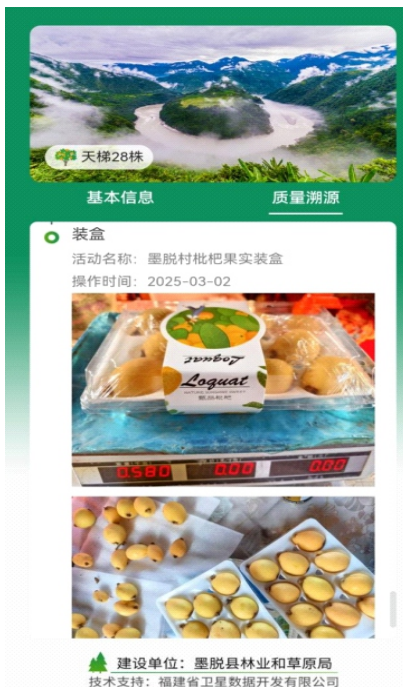 天梯28株
基本信息 质量溯源
装盒
活动名称：墨脱村枇杷果实装盒
操作时间：2025-03-02
Loquat
Loquat
0.580 0.00 0.00
建设单位：墨脱县林业和草原局
技术支持：福建省卫星数据开发有限公司